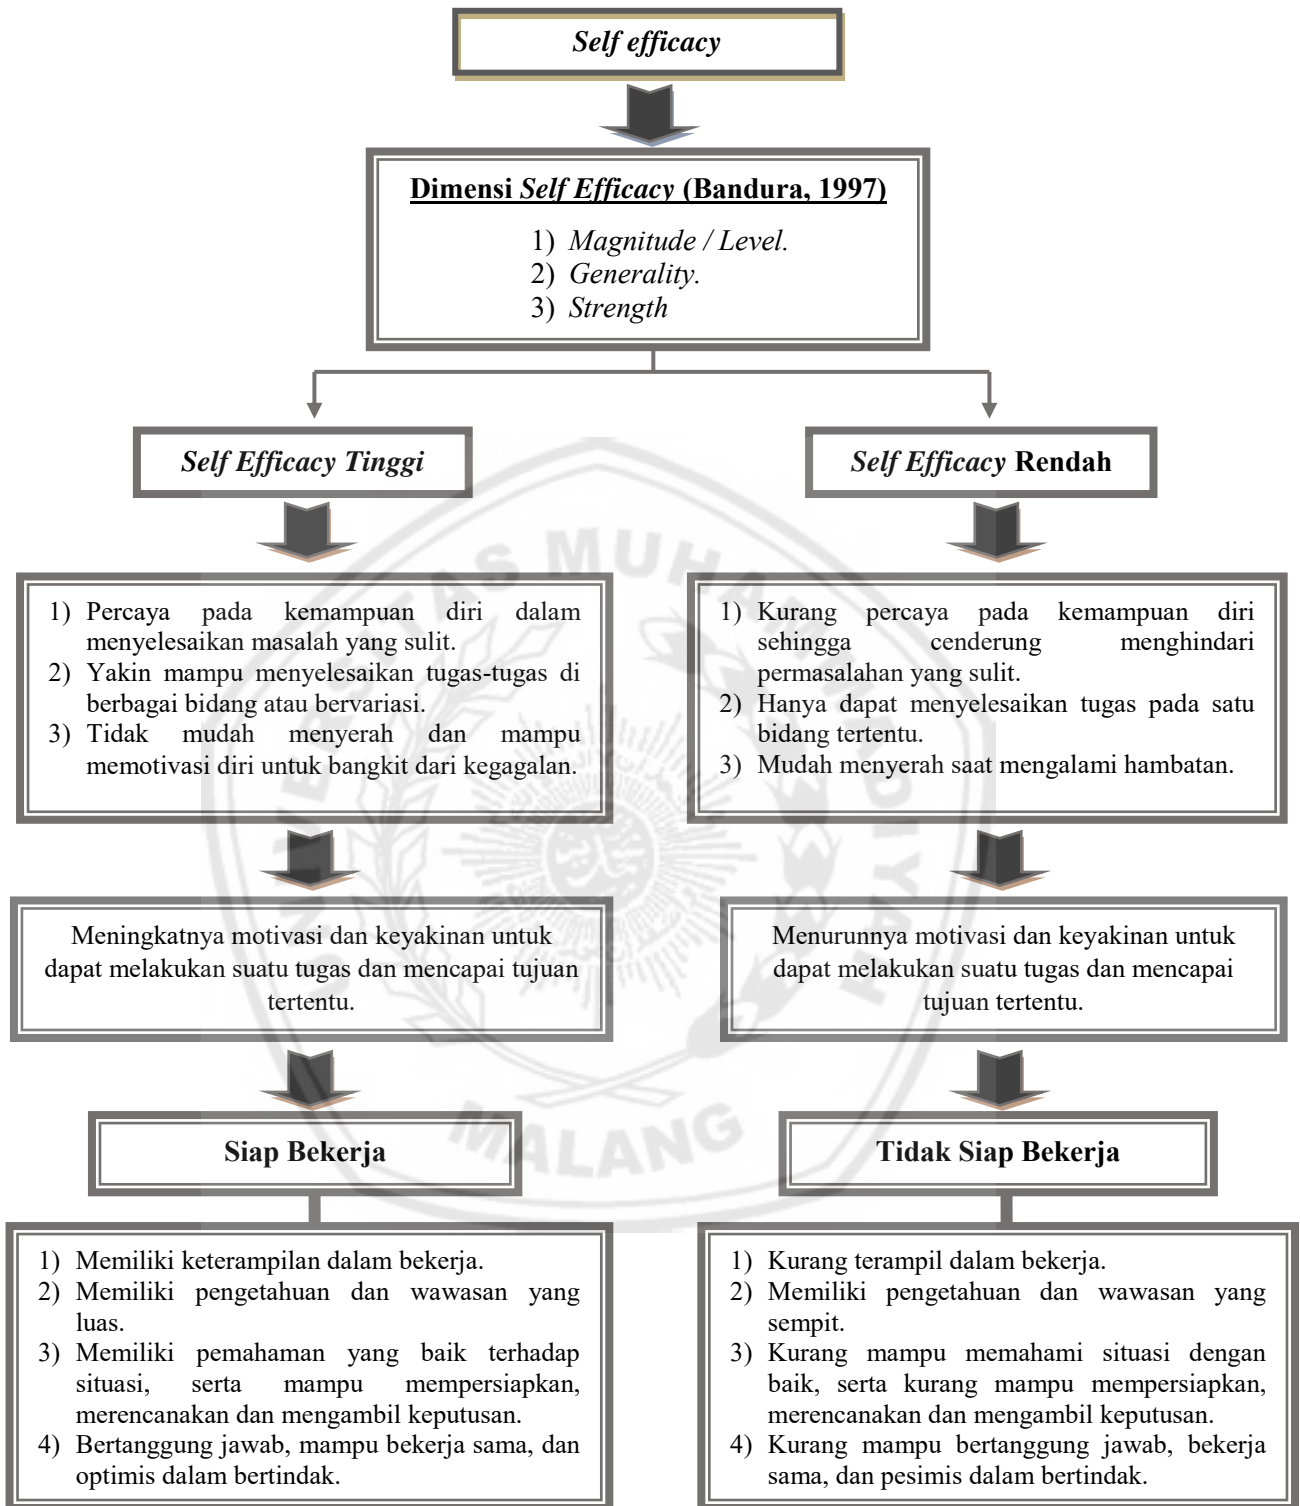 Self efficacy
Dimensi Self Efficacy (Bandura, 1997)
1) Magnitude / Level.
2) Generality.
3) Strength
Self Efficacy Tinggi
Self Efficacy Rendah
1) Percaya pada kemampuan diri dalam
menyelesaikan masalah yang sulit.
2) Yakin mampu menyelesaikan tugas-tugas di
berbagai bidang atau bervariasi.
3) Tidak mudah menyerah dan mampu
memotivasi diri untuk bangkit dari kegagalan.
1) Kurang percaya pada kemampuan diri
sehingga cenderung menghindari
permasalahan yang sulit.
2) Hanya dapat menyelesaikan tugas pada satu
bidang tertentu.
3) Mudah menyerah saat mengalami hambatan.
Meningkatnya motivasi dan keyakinan untuk
dapat melakukan suatu tugas dan mencapai tujuan
tertentu.
Menurunnya motivasi dan keyakinan untuk
dapat melakukan suatu tugas dan mencapai
tujuan tertentu.
Siap Bekerja
Tidak Siap Bekerja
1) Memiliki keterampilan dalam bekerja.
2) Memiliki pengetahuan dan wawasan yang
luas.
3) Memiliki pemahaman yang baik terhadap
situasi, serta mampu mempersiapkan,
merencanakan dan mengambil keputusan.
4) Bertanggung jawab, mampu bekerja sama, dan
optimis dalam bertindak.
1) Kurang terampil dalam bekerja.
2) Memiliki pengetahuan dan wawasan yang
sempit.
3) Kurang mampu memahami situasi dengan
baik, serta kurang mampu mempersiapkan,
merencanakan dan mengambil keputusan.
4) Kurang mampu bertanggung jawab, bekerja
sama, dan pesimis dalam bertindak.
UNIVERSITAS MUHAMMADIYAH
MALANG